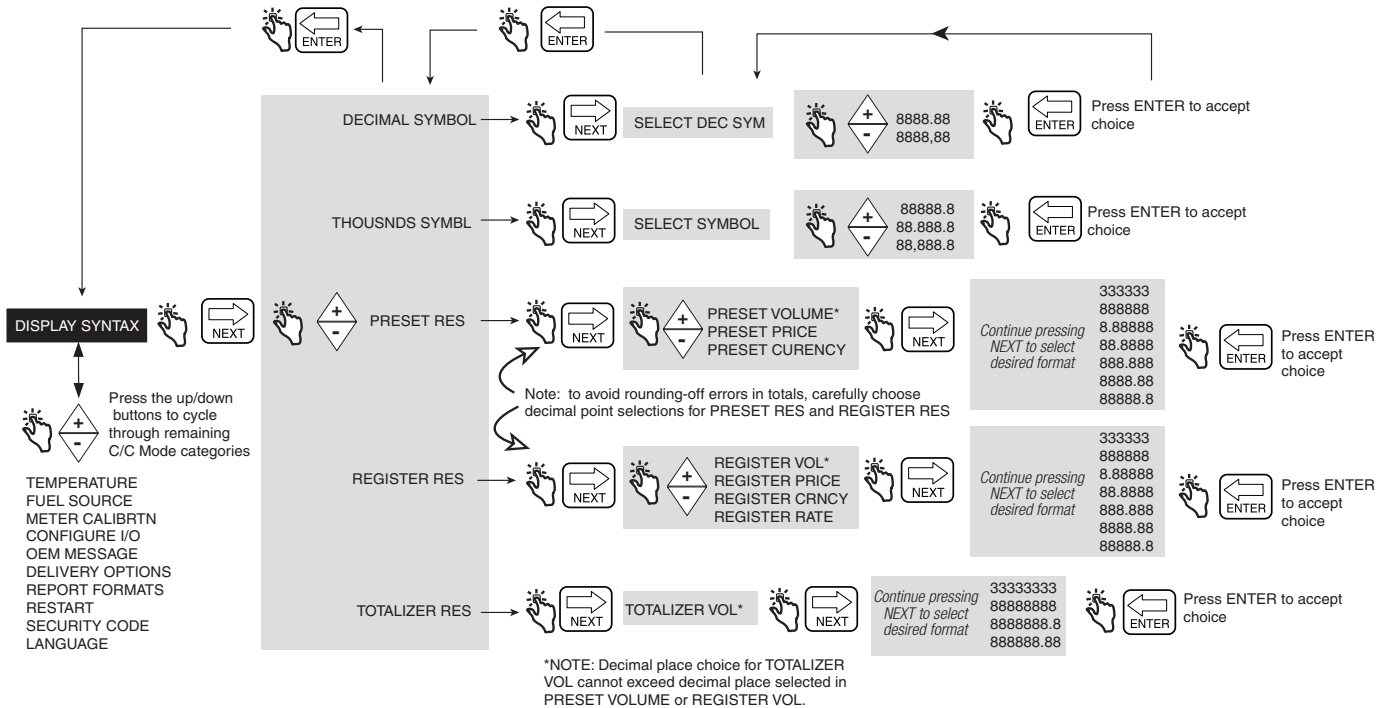 ENTER
ENTER
DECIMAL SYMBOL
NEXT
SELECT DEC SYM
+
-
8888.88
8888,88
ENTER
Press ENTER to accept
choice
THOUSNDS SYMBL
NEXT
SELECT SYMBOL
+
-
88888.8
88.888.8
88,888.8
ENTER
Press ENTER to accept
choice
DISPLAY SYNTAX
NEXT
+
-
PRESET RES
NEXT
+
-
PRESET VOLUME*
PRESET PRICE
PRESET CURENCY
NEXT
Continue pressing
NEXT to select
desired format
333333
888888
8.88888
88.8888
888.888
8888.88
88888.8
ENTER
Press ENTER
to accept
choice
Note: to avoid rounding-off errors in totals, carefully choose
decimal point selections for PRESET RES and REGISTER RES
+
-
Press the up/down
buttons to cycle
through remaining
C/C Mode categories
TEMPERATURE
FUEL SOURCE
METER CALIBRTN
CONFIGURE I/O
OEM MESSAGE
DELIVERY OPTIONS
REPORT FORMATS
RESTART
SECURITY CODE
LANGUAGE
REGISTER RES
NEXT
+
-
REGISTER VOL*
REGISTER PRICE
REGISTER CRNCY
REGISTER RATE
NEXT
Continue pressing
NEXT to select
desired format
333333
888888
8.88888
88.8888
888.888
8888.88
88888.8
ENTER
Press ENTER
to accept
choice
TOTALIZER RES
NEXT
TOTALIZER VOL*
NEXT
Continue pressing
NEXT to select
desired format
33333333
88888888
8888888.8
888888.88
ENTER
Press ENTER to accept
choice
*NOTE: Decimal place choice for TOTALIZER
VOL cannot exceed decimal place selected in
PRESET VOLUME or REGISTER VOL.